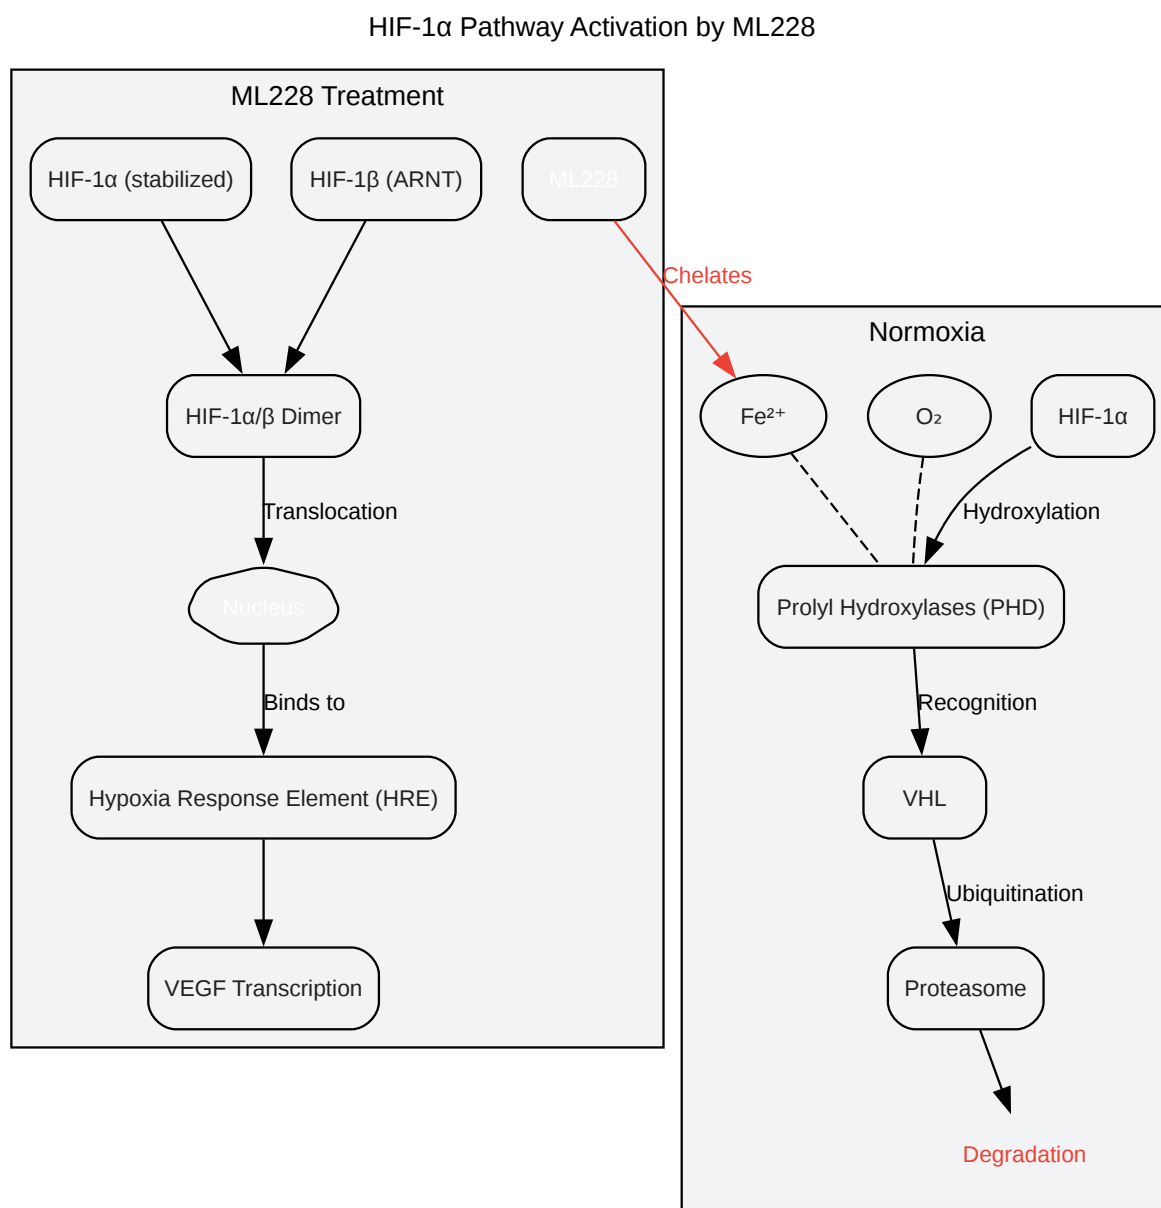 HIF-1α Pathway Activation by ML228
ML228 Treatment
HIF-1α (stabilized)
HIF-1β (ARNT)
ML228
Chelates
HIF-1α/β Dimer
Translocation
Nucleus
Binds to
Hypoxia Response Element (HRE)
VEGF Transcription
Normoxia
Fe²⁺
O₂
HIF-1α
Hydroxylation
Prolyl Hydroxylases (PHD)
Recognition
VHL
Ubiquitination
Proteasome
Degradation